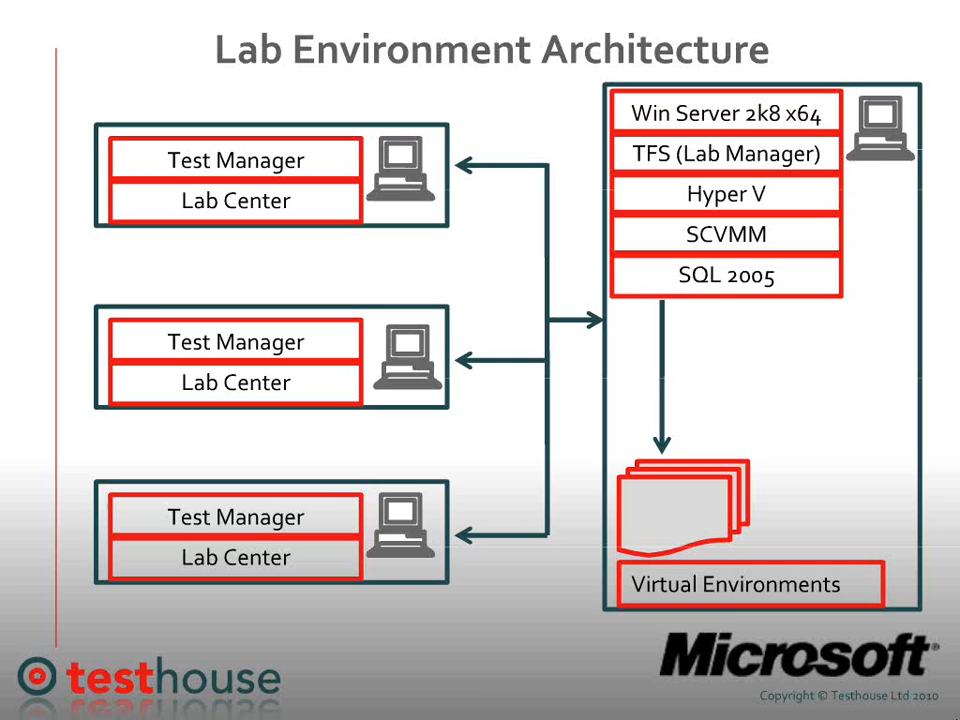 Lab Environment Architecture
Test Manager
Lab Center
Test Manager
Lab Center
Test Manager
Lab Center
Win Server 2k8 x64
TFS (Lab Manager)
Hyper V
SCVMM
SQL 2005
Virtual Environments
testhouse
Microsoft®
Copyright © Testhouse Ltd 2010